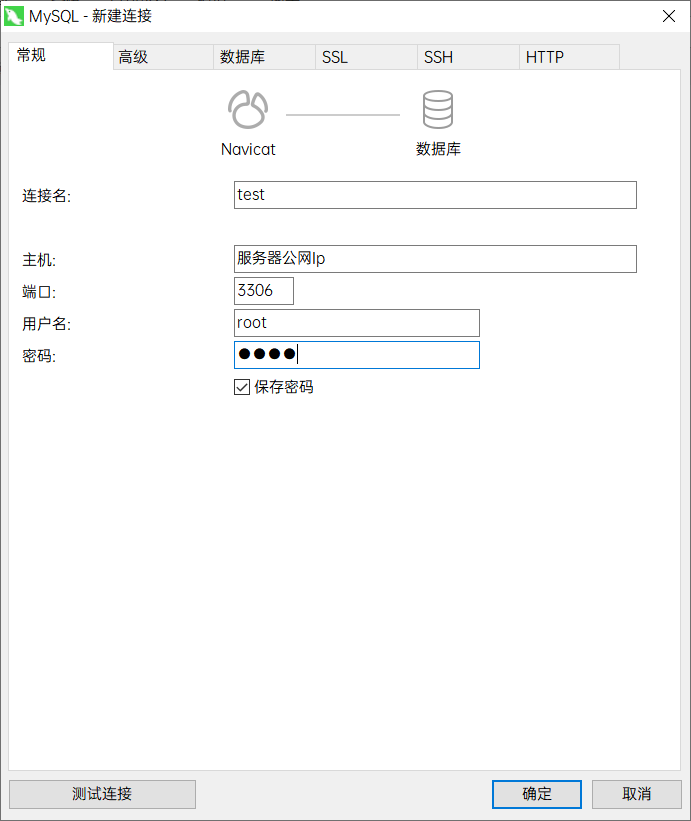 MySQL - 新建连接
常规 高级 数据库 SSL SSH HTTP
Navicat 数据库
连接名: test
主机: 服务器公网Ip
端口: 3306
用户名: root
密码: ●●●●
保存密码
测试连接 确定 取消